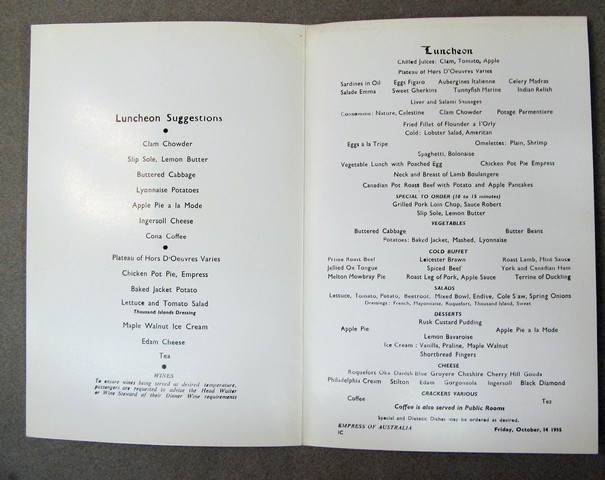 Luncheon Suggestions
Clam Chowder
Slip Sole, Lemon Butter
Buttered Cabbage
Lyonnaise Potatoes
Apple Pie a la Mode
Ingersoll Cheese
Cona Coffee
Plateau of Hors D'Oeuvres Varies
Chicken Pot Pie, Empress
Baked Jacket Potato
Lettuce and Tomato Salad
Thousand Islands Dressing
Maple Walnut Ice Cream
Edam Cheese
Tea
WINES
To ensure wines being served at desired temperature,
passengers are requested to advise the Head Waiter
or Wine Steward of their Dinner Wine requirements
Luncheon
Chilled Juices: Clam, Tomato, Apple
Plateau of Hors D'Oeuvres Varies
Sardines in Oil Eggs Figaro Aubergines Italienne Celery Madras
Salade Emma Sweet Gherkins Tunnyfish Marine Indian Relish
Liver and Salami Sausages
Consomme: Nature, Celestine Clam Chowder Potage Parmentiere
Fried Fillet of Flounder a l'Orly
Cold: Lobster Salad, American
Eggs a la Tripe Omelettes: Plain, Shrimp
Spaghetti, Bolonaise
Vegetable Lunch with Poached Egg Chicken Pot Pie Empress
Neck and Breast of Lamb Boulangere
Canadian Pot Roast Beef with Potato and Apple Pancakes
SPECIAL TO ORDER (10 to 15 minutes)
Grilled Pork Loin Chop, Sauce Robert
Slip Sole, Lemon Butter
VEGETABLES
Buttered Cabbage Butter Beans
Potatoes: Baked Jacket, Mashed, Lyonnaise
COLD BUFFET
Prime Roast Beef Leicester Brawn Roast Lamb, Mint Sauce
Jellied Ox Tongue Spiced Beef York and Canadian Ham
Melton Mowbray Pie Roast Leg of Pork, Apple Sauce Terrine of Duckling
SALADS
Lettuce, Tomato, Potato, Beetroot, Mixed Bowl, Endive, Cole Slaw, Spring Onions
Dressings: French, Mayonnaise, Roquefort, Thousand Island, Sweet
DESSERTS
Rusk Custard Pudding
Apple Pie Apple Pie a la Mode
Lemon Bavaroise
Ice Cream: Vanilla, Praline, Maple Walnut
Shortbread Fingers
CHEESE
Roquefort Oka Danish Blue Gruyere Cheshire Cherry Hill Gouda
Philadelphia Cream Stilton Edam Gorgonzola Ingersoll Black Diamond
CRACKERS VARIOUS
Coffee Tea
Coffee is also served in Public Rooms
Special and Dietetic Dishes may be ordered as desired.
EMPRESS OF AUSTRALIA
IC Friday, October, 14 1955